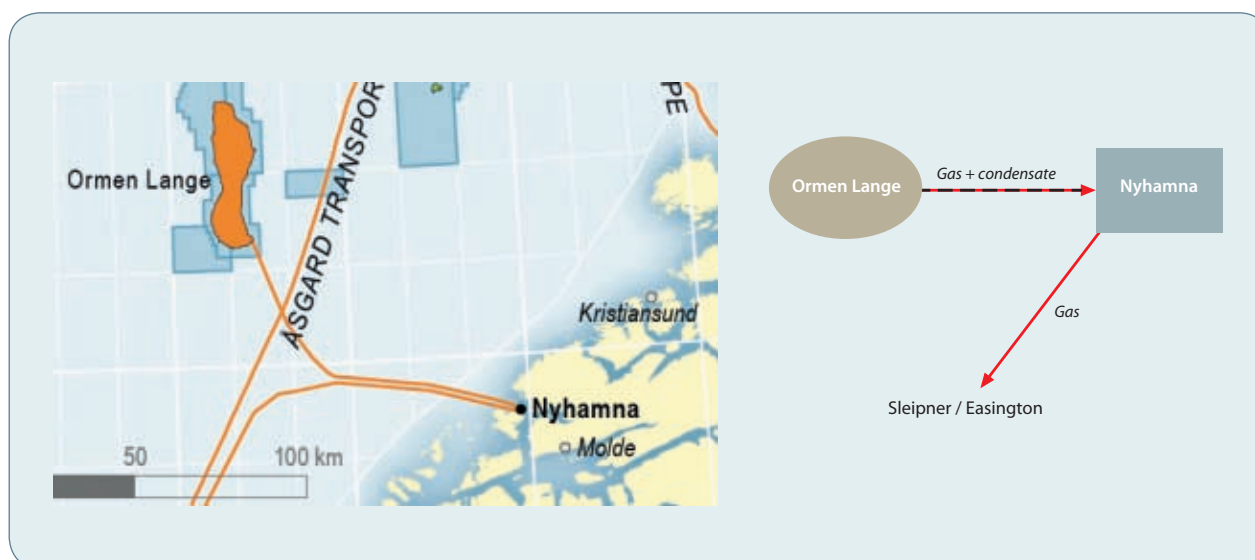 PE
Ormen Lange
ASGARD TRANSPOR
Kristiansund
Nyhamna
Molde
50
100 km
Ormen Lange
Gas + condensate
Nyhamna
Gas
Sleipner / Easington